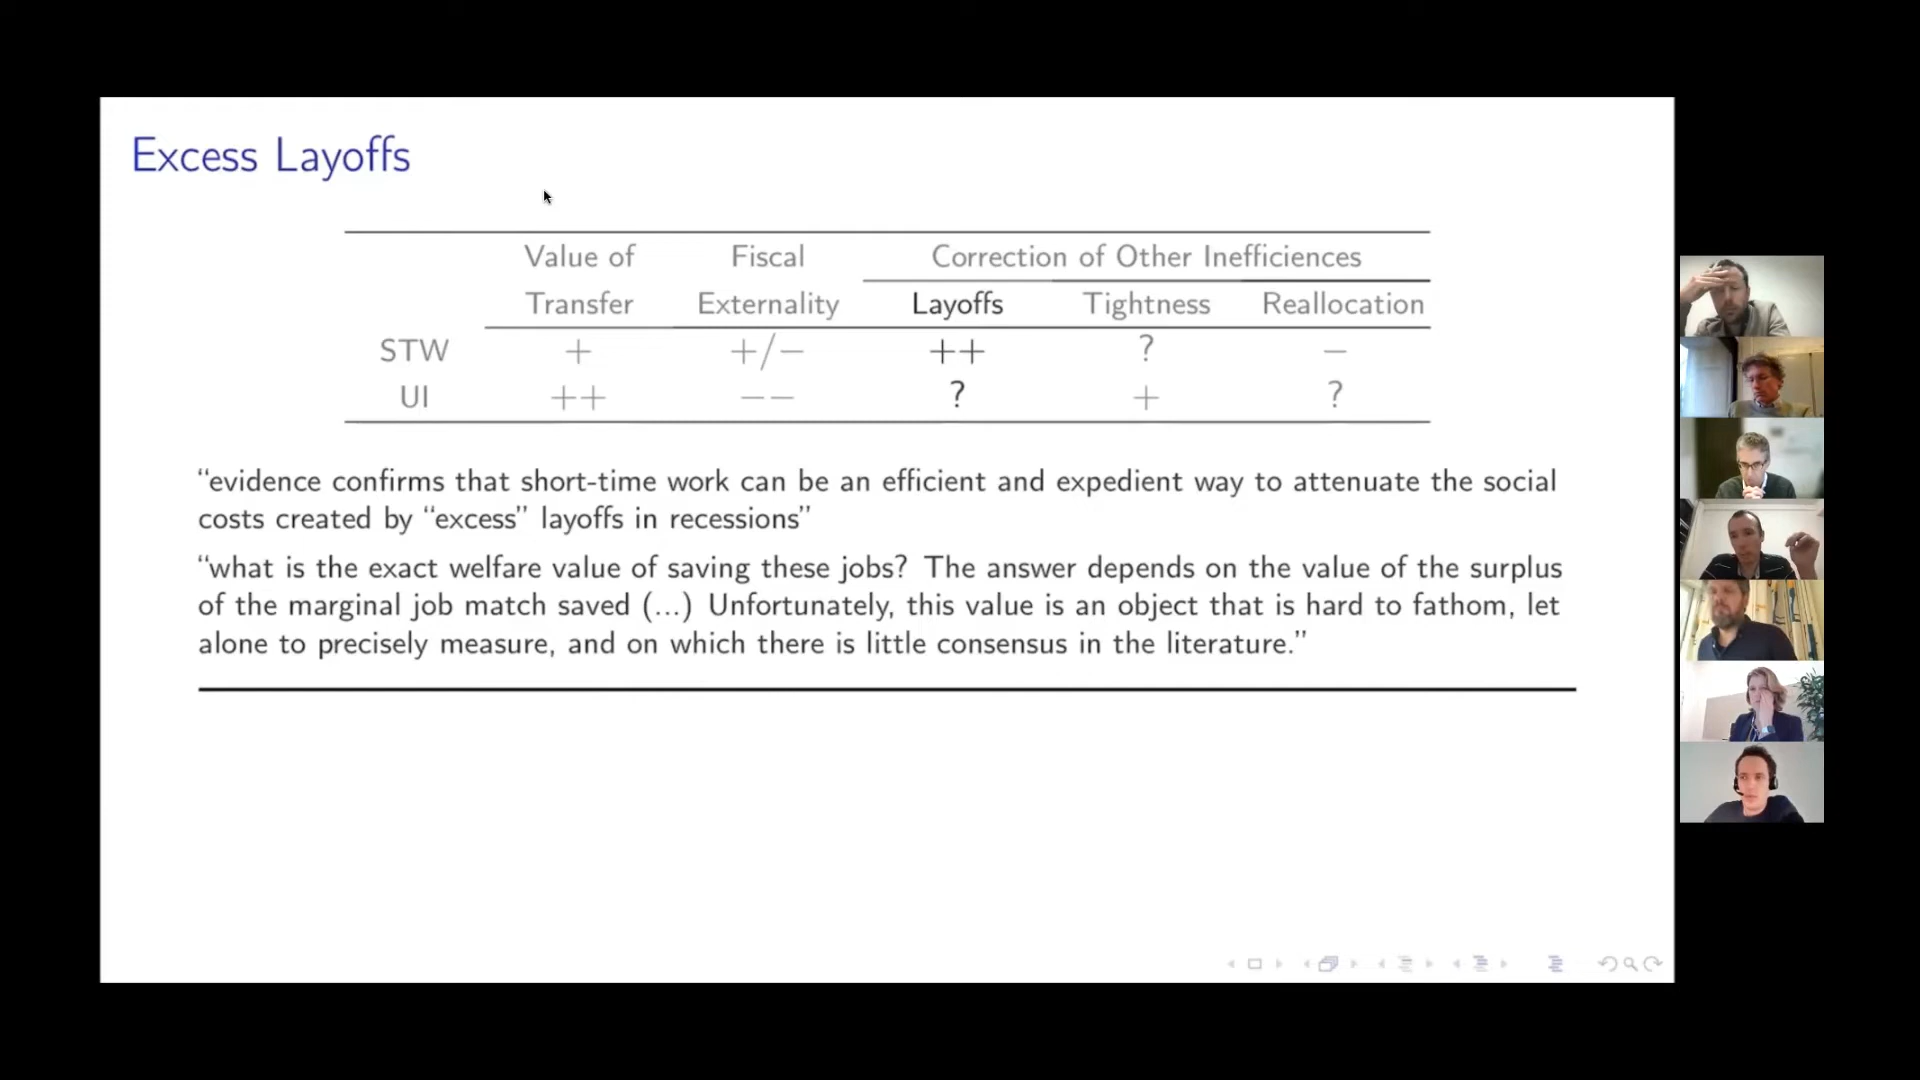 Excess Layoffs
Value of Fiscal Correction of Other Inefficiences
Transfer Externality Layoffs Tightness Reallocation
STW + +/− ++ ? −
UI ++ −− ? + ?
“evidence confirms that short-time work can be an efficient and expedient way to attenuate the social
costs created by “excess” layoffs in recessions”
“what is the exact welfare value of saving these jobs? The answer depends on the value of the surplus
of the marginal job match saved (...) Unfortunately, this value is an object that is hard to fathom, let
alone to precisely measure, and on which there is little consensus in the literature.”